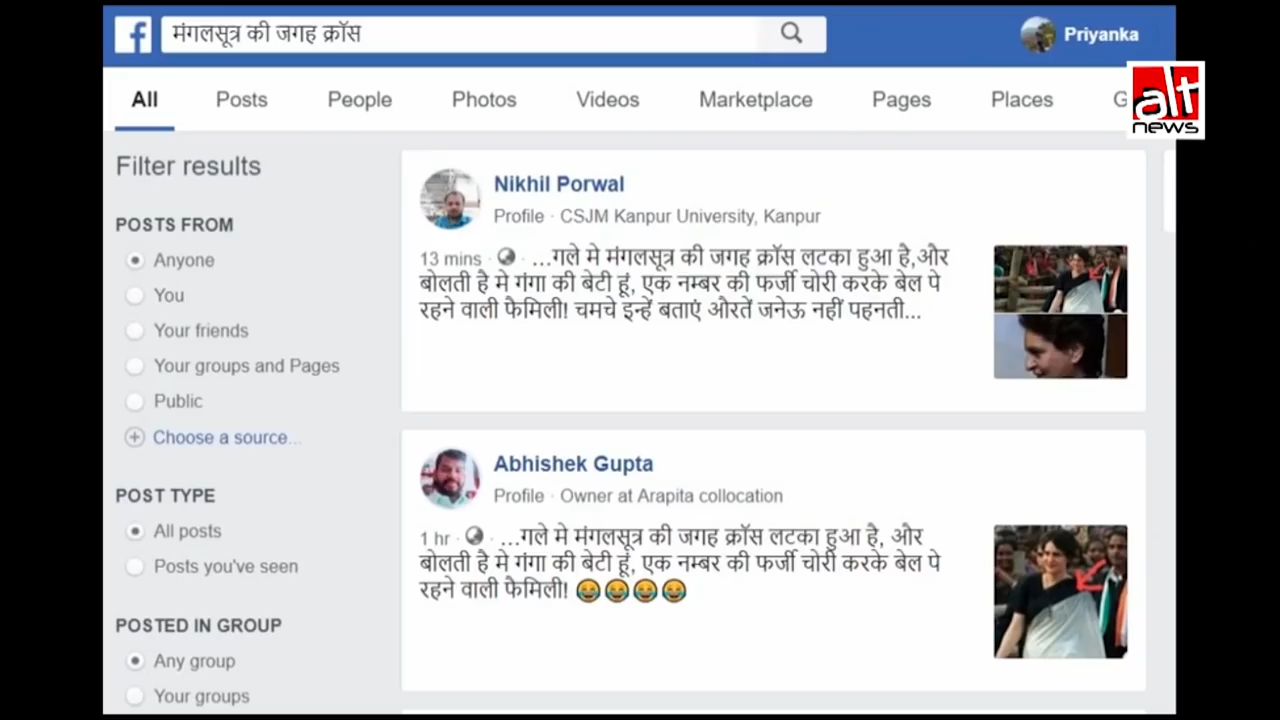 मंगलसूत्र की जगह क्रॉस
Priyanka
alt
news
All Posts People Photos Videos Marketplace Pages Places G
Filter results
POSTS FROM
Anyone
You
Your friends
Your groups and Pages
Public
Choose a source...
POST TYPE
All posts
Posts you've seen
POSTED IN GROUP
Any group
Your groups
Nikhil Porwal
Profile · CSJM Kanpur University, Kanpur
13 mins · ...गले मे मंगलसूत्र की जगह क्रॉस लटका हुआ है,और
बोलती है मे गंगा की बेटी हूं, एक नम्बर की फर्जी चोरी करके बेल पे
रहने वाली फैमिली! चमचे इन्हें बताएं औरतें जनेऊ नहीं पहनती...
Abhishek Gupta
Profile · Owner at Arapita collocation
1 hr · ...गले मे मंगलसूत्र की जगह क्रॉस लटका हुआ है, और
बोलती है मे गंगा की बेटी हूं, एक नम्बर की फर्जी चोरी करके बेल पे
रहने वाली फैमिली! 😂😂😂😂